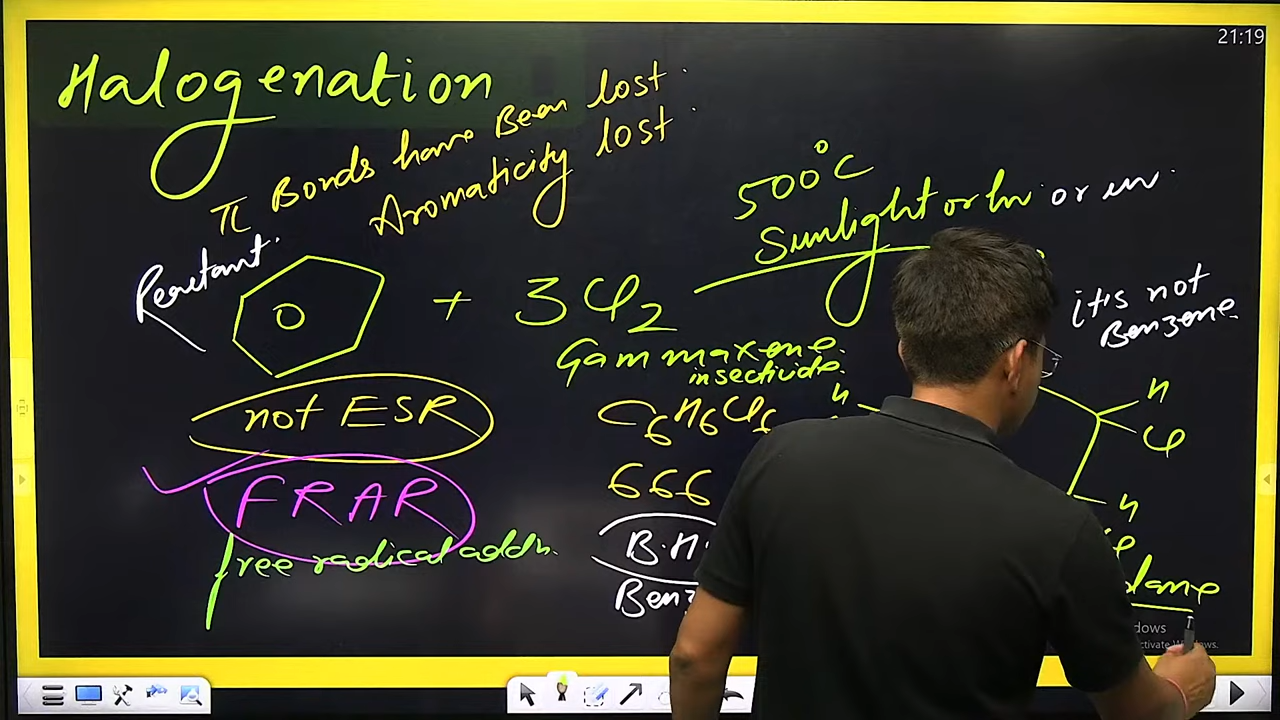 21:19
Halogenation
π Bonds have Been lost
Aromaticity lost
500°C
Sunlight or hν or uv.
Reactant
+ 3Cl2
it's not
Benzene.
Gammaxene
insecticide.
H
H
Cl
not ESR
C6H6Cl6
666
FRAR
H
free radical addn.
B.H